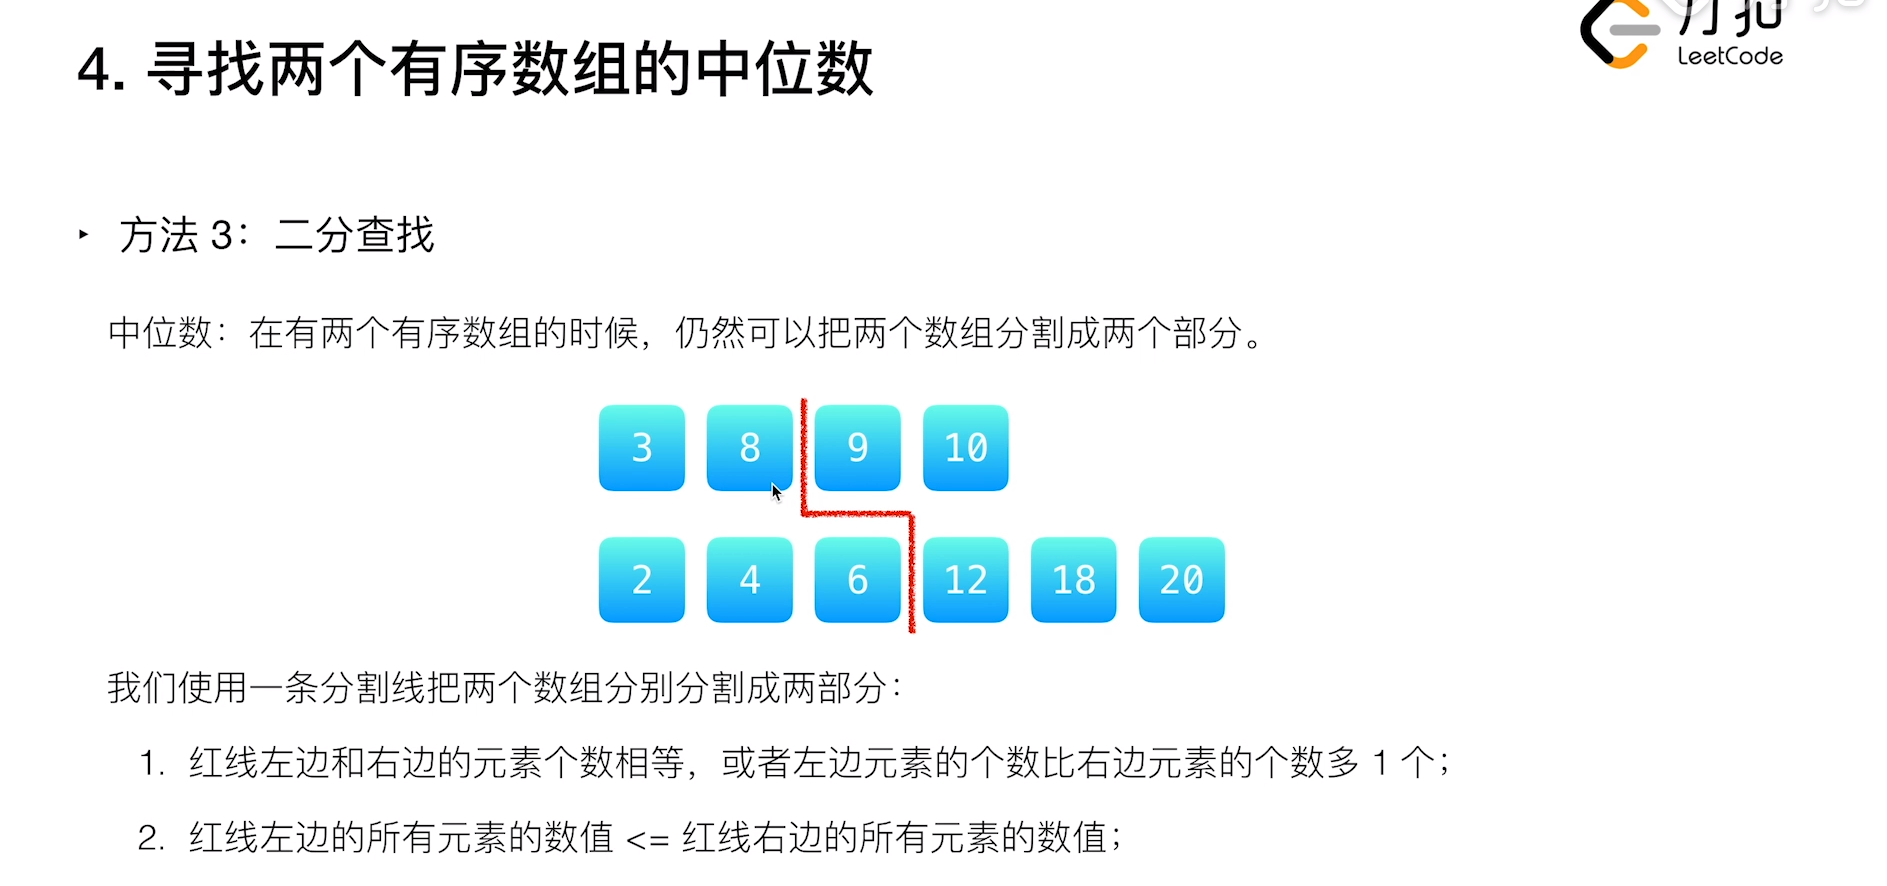 力扣
LeetCode
4. 寻找两个有序数组的中位数
‣ 方法 3：二分查找
中位数：在有两个有序数组的时候，仍然可以把两个数组分割成两个部分。
3 8 9 10
2 4 6 12 18 20
我们使用一条分割线把两个数组分别分割成两部分：
1. 红线左边和右边的元素个数相等，或者左边元素的个数比右边元素的个数多 1 个；
2. 红线左边的所有元素的数值 <= 红线右边的所有元素的数值；